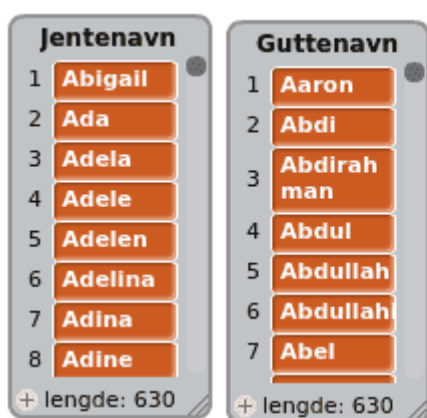 Jentenavn
1 Abigail
2 Ada
3 Adela
4 Adele
5 Adelen
6 Adelina
7 Adina
8 Adine
+ lengde: 630
Guttenavn
1 Aaron
2 Abdi
3 Abdirah
man
4 Abdul
5 Abdullah
6 Abdullahi
7 Abel
+ lengde: 630